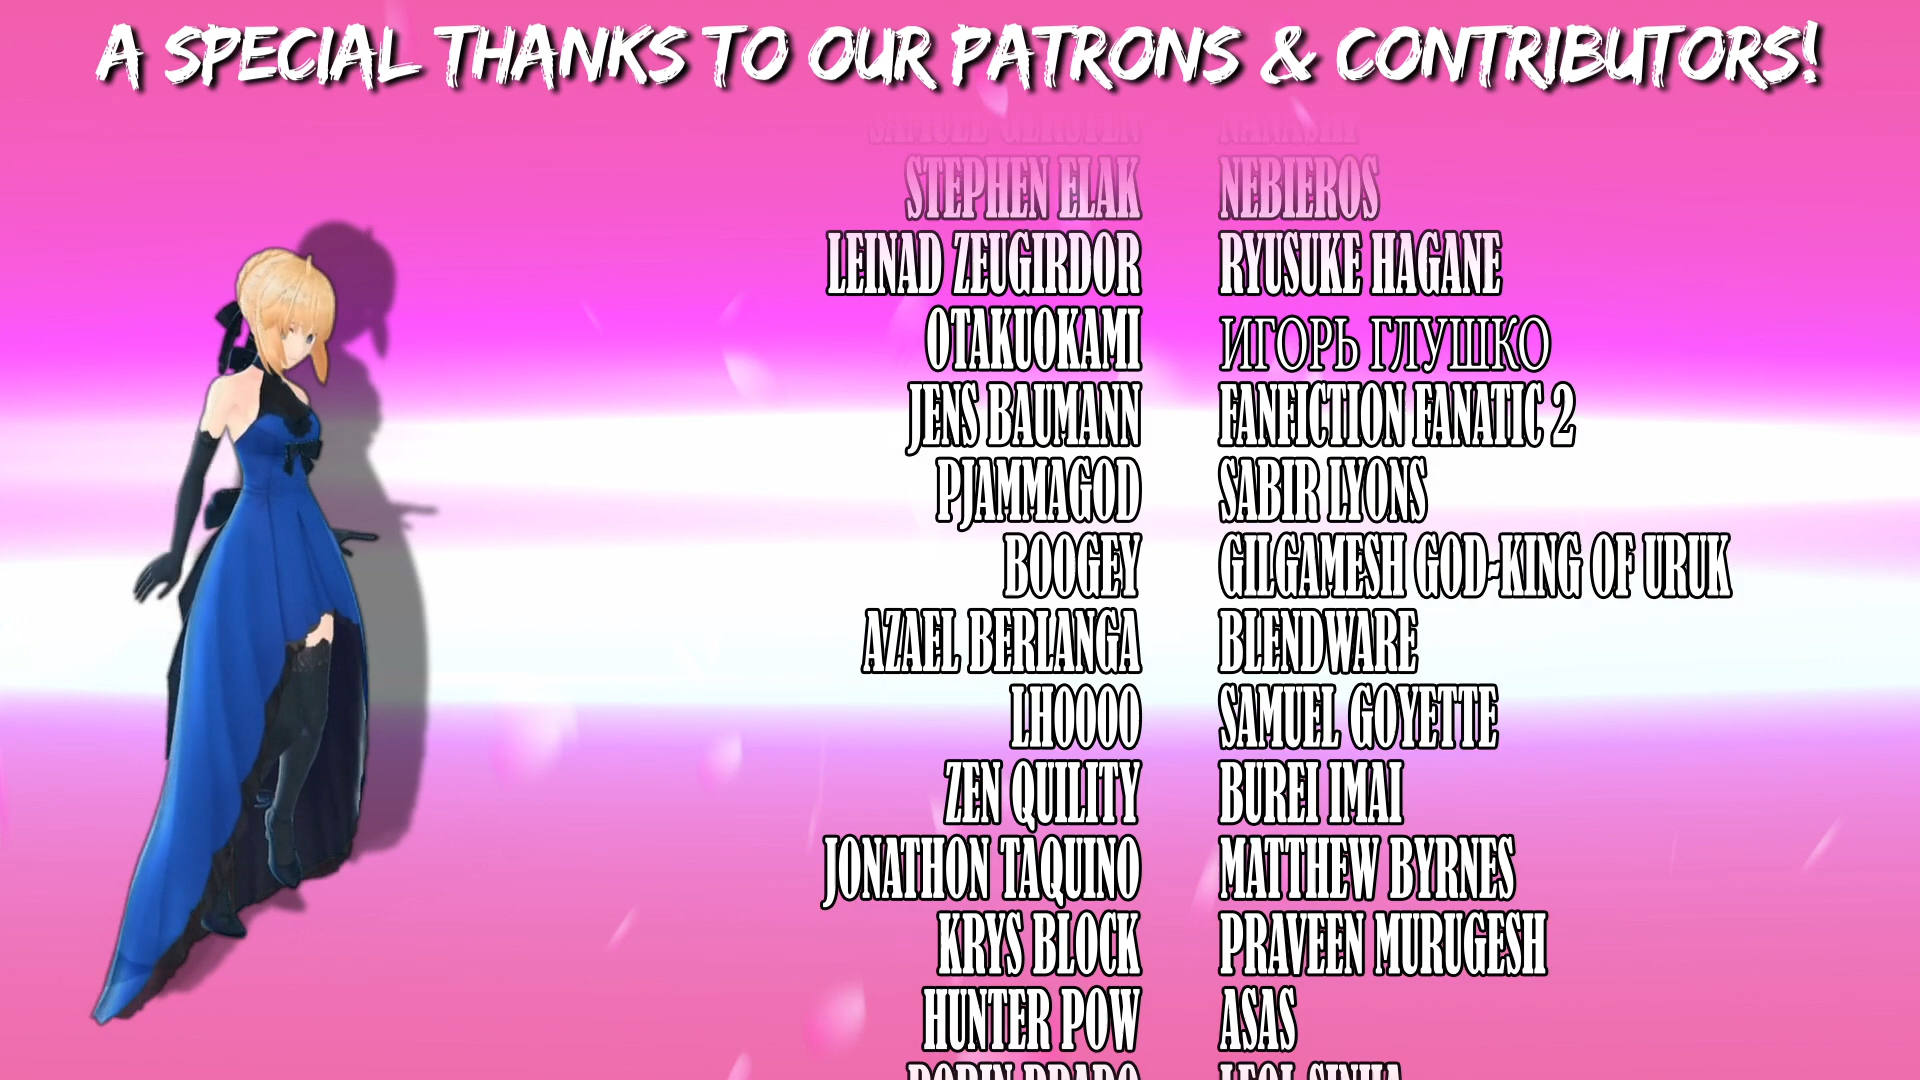 A SPECIAL THANKS TO OUR PATRONS & CONTRIBUTORS!
STEPHEN ELAK NEBIEROS
LEINAD ZEUGIRDOR RYUSUKE HAGANE
OTAKUOKAMI ИГОРЬ ГЛУШКО
JENS BAUMANN FANFICTION FANATIC 2
PJAMMAGOD SABIR LYONS
BOOGEY GILGAMESH GOD-KING OF URUK
AZAEL BERLANGA BLENDWARE
LHOOOO SAMUEL GOYETTE
ZEN QUILITY BUREI IMAI
JONATHON TAQUINO MATTHEW BYRNES
KRYS BLOCK PRAVEEN MURUGESH
HUNTER POW ASAS